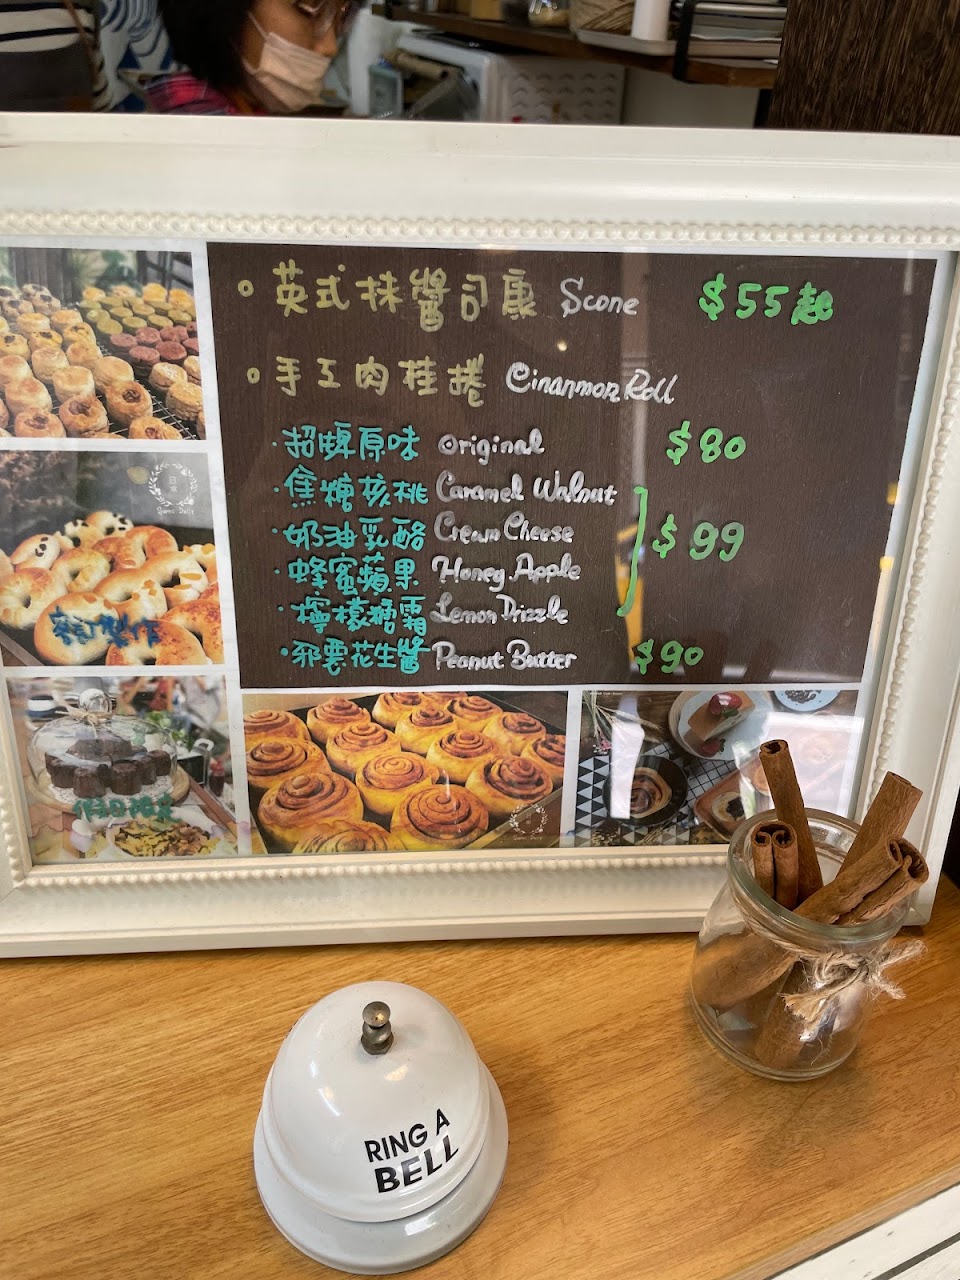 英式抹醬司康 Scone $55起
手工肉桂捲 Cinanmon Roll
招牌原味 original $80
焦糖核桃 Caramel Walnut
奶油乳酪 Cream Cheese $99
蜂蜜蘋果 Honey Apple
檸檬糖霜 Lemon Drizzle
邪惡花生醬 Peanut Butter $90
RING A
BELL